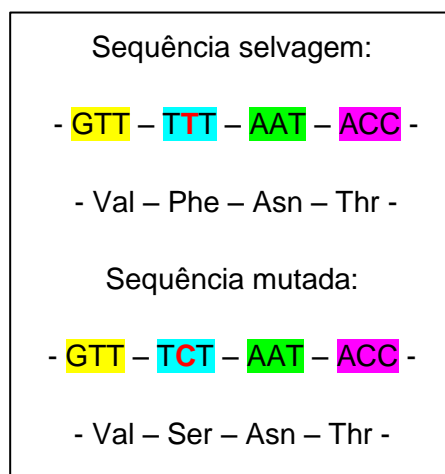 Sequência selvagem:
- GTT – TTT – AAT – ACC -
- Val – Phe – Asn – Thr -
Sequência mutada:
- GTT – TCT – AAT – ACC -
- Val – Ser – Asn – Thr -